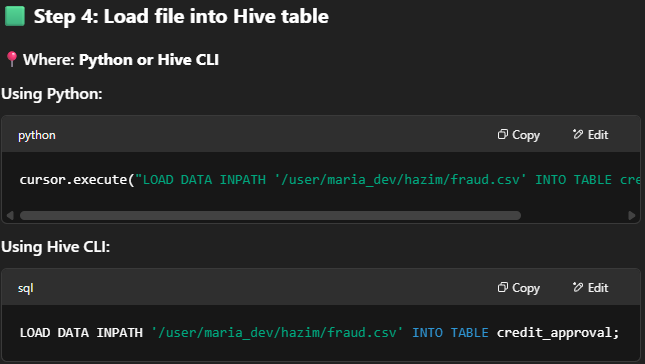 Step 4: Load file into Hive table
Where: Python or Hive CLI
Using Python:
python Copy Edit
cursor.execute("LOAD DATA INPATH '/user/maria_dev/hazim/fraud.csv' INTO TABLE cre
Using Hive CLI:
sql Copy Edit
LOAD DATA INPATH '/user/maria_dev/hazim/fraud.csv' INTO TABLE credit_approval;